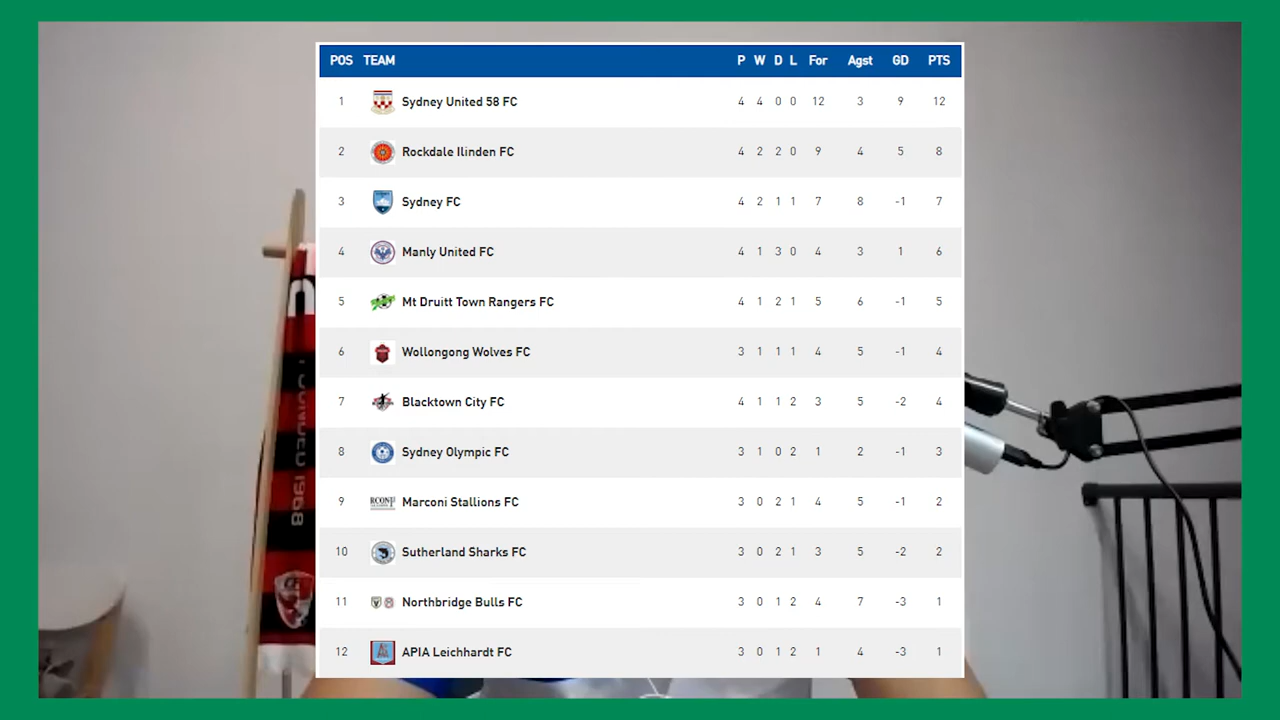 POS TEAM P W D L For Agst GD PTS
1 Sydney United 58 FC 4 4 0 0 12 3 9 12
2 Rockdale Ilinden FC 4 2 2 0 9 4 5 8
3 Sydney FC 4 2 1 1 7 8 -1 7
4 Manly United FC 4 1 3 0 4 3 1 6
5 Mt Druitt Town Rangers FC 4 1 2 1 5 6 -1 5
6 Wollongong Wolves FC 3 1 1 1 4 5 -1 4
7 Blacktown City FC 4 1 1 2 3 5 -2 4
8 Sydney Olympic FC 3 1 0 2 1 2 -1 3
9 Marconi Stallions FC 3 0 2 1 4 5 -1 2
10 Sutherland Sharks FC 3 0 2 1 3 5 -2 2
11 Northbridge Bulls FC 3 0 1 2 4 7 -3 1
12 APIA Leichhardt FC 3 0 1 2 1 4 -3 1